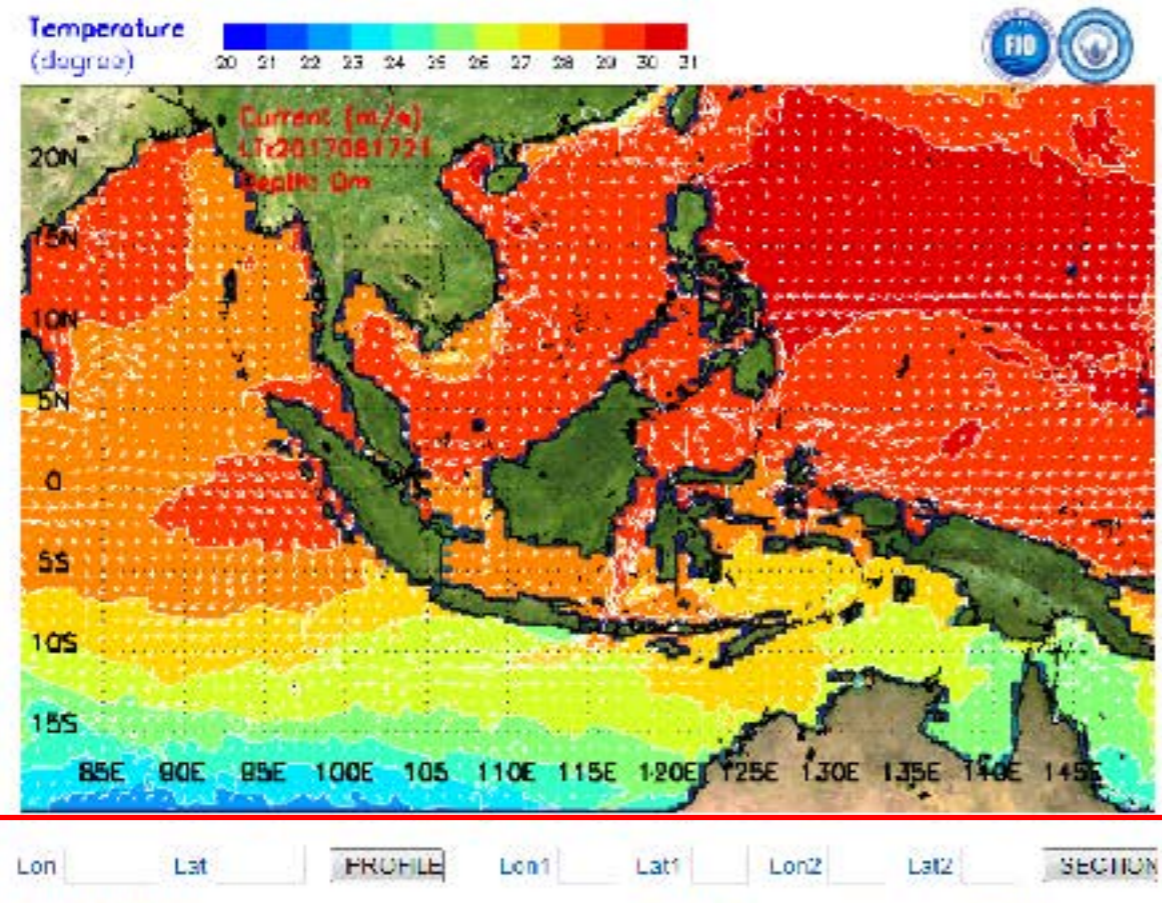 Temperature
(degree)
20 21 22 23 24 25 26 27 28 29 30 31
FIO
Current (m/s)
LT:2017081721
Depth: 0m
20N
15N
10N
5N
0
5S
10S
15S
85E 90E 95E 100E 105 110E 115E 120E 125E 130E 135E 140E 145E
Lon Lat PROFILE Lon1 Lat1 Lon2 Lat2 SECTION